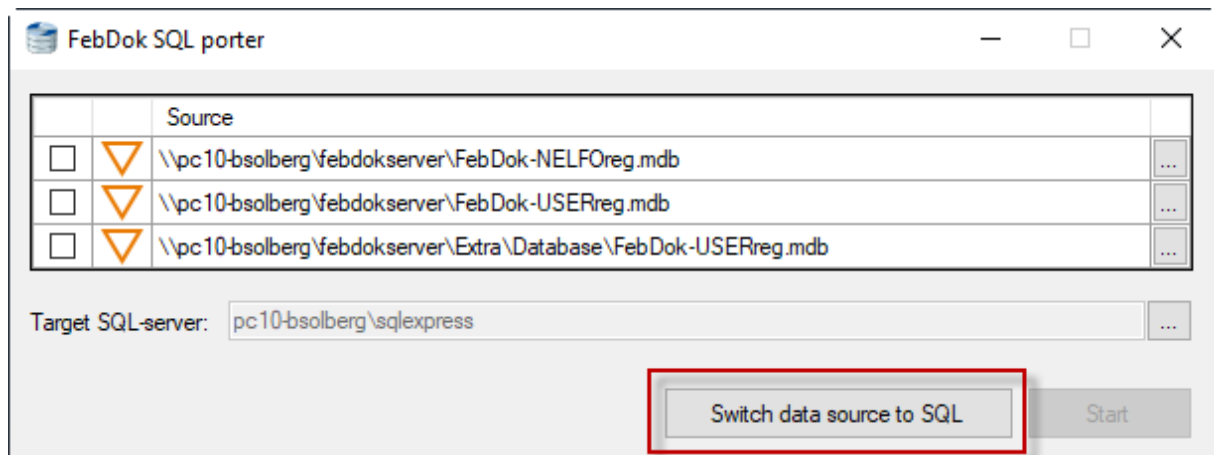 FebDok SQL porter
Source
\\pc10-bsolberg\febdokserver\FebDok-NELFOreg.mdb
...
\\pc10-bsolberg\febdokserver\FebDok-USERreg.mdb
...
\\pc10-bsolberg\febdokserver\Extra\Database\FebDok-USERreg.mdb
...
Target SQL-server: pc10-bsolberg\sqlexpress ...
Switch data source to SQL Start